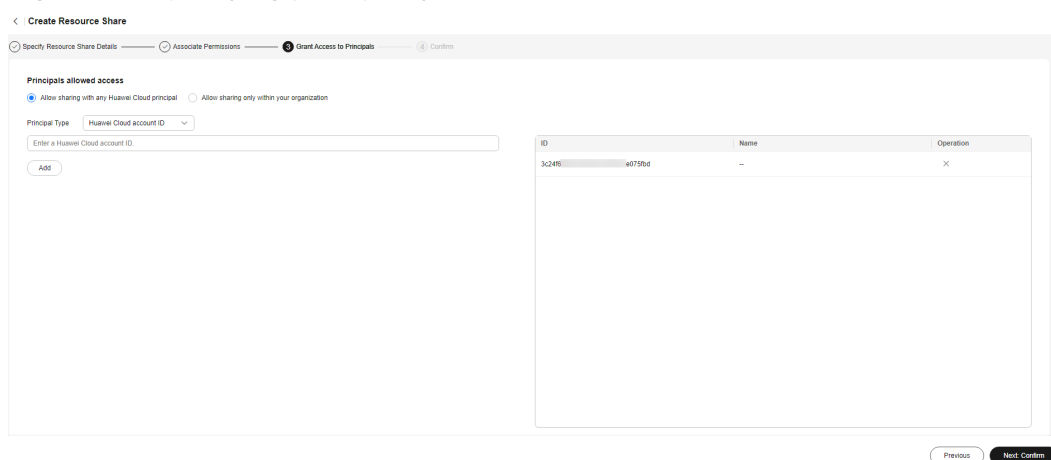 Create Resource Share
Specify Resource Share Details Associate Permissions 3 Grant Access to Principals 4 Confirm
Principals allowed access
Allow sharing with any Huawei Cloud principal Allow sharing only within your organization
Principal Type Huawei Cloud account ID
Enter a Huawei Cloud account ID.
Add
ID Name Operation
3c24f6 e075fbd --
Previous Next: Confirm